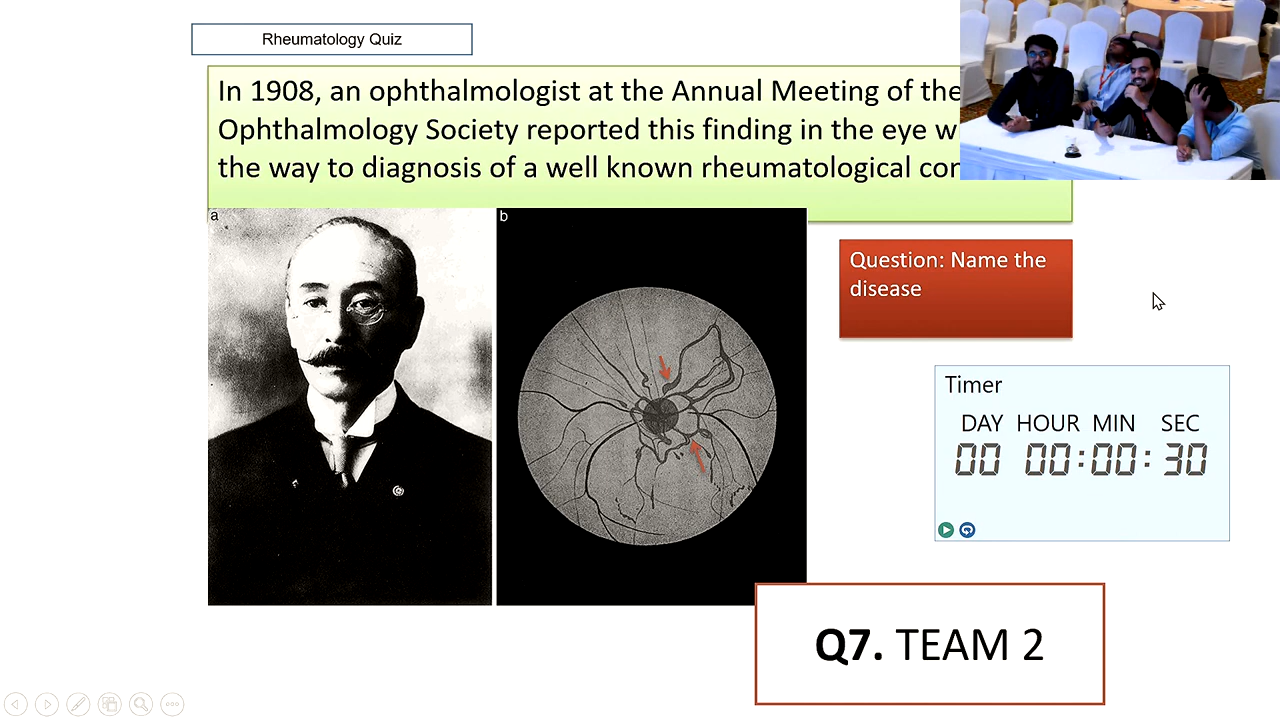 Rheumatology Quiz
In 1908, an ophthalmologist at the Annual Meeting of the
Ophthalmology Society reported this finding in the eye
the way to diagnosis of a well known rheumatological
a
b
Question: Name the
disease
Timer
DAY HOUR MIN SEC
00 00:00:30
Q7. TEAM 2